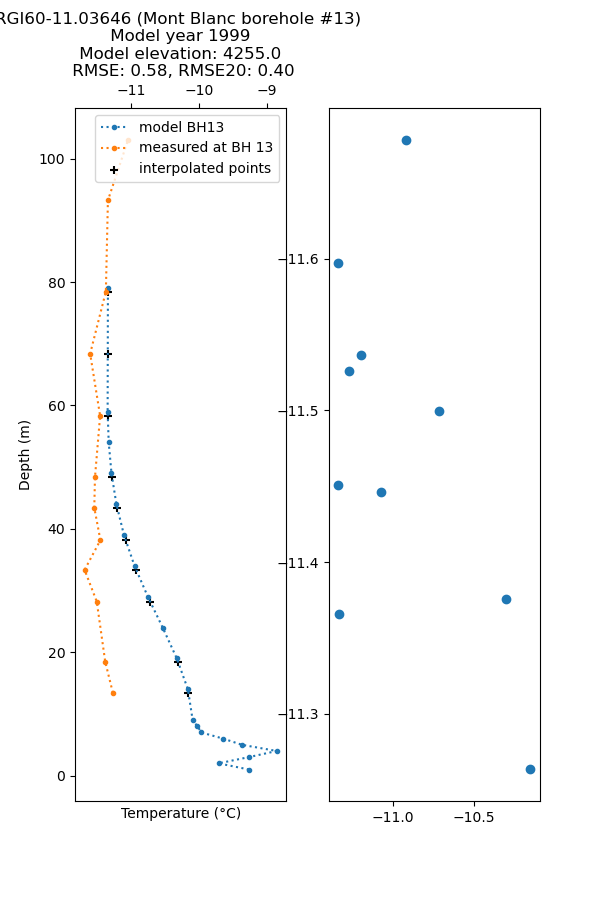 RGI60-11.03646 (Mont Blanc borehole #13)
Model year 1999
Model elevation: 4255.0
RMSE: 0.58, RMSE20: 0.40
−11 −10 −9
model BH13
measured at BH 13
interpolated points
100
80
60
40
20
0
Depth (m)
Temperature (°C)
−11.6
−11.5
−11.4
−11.3
−11.0 −10.5